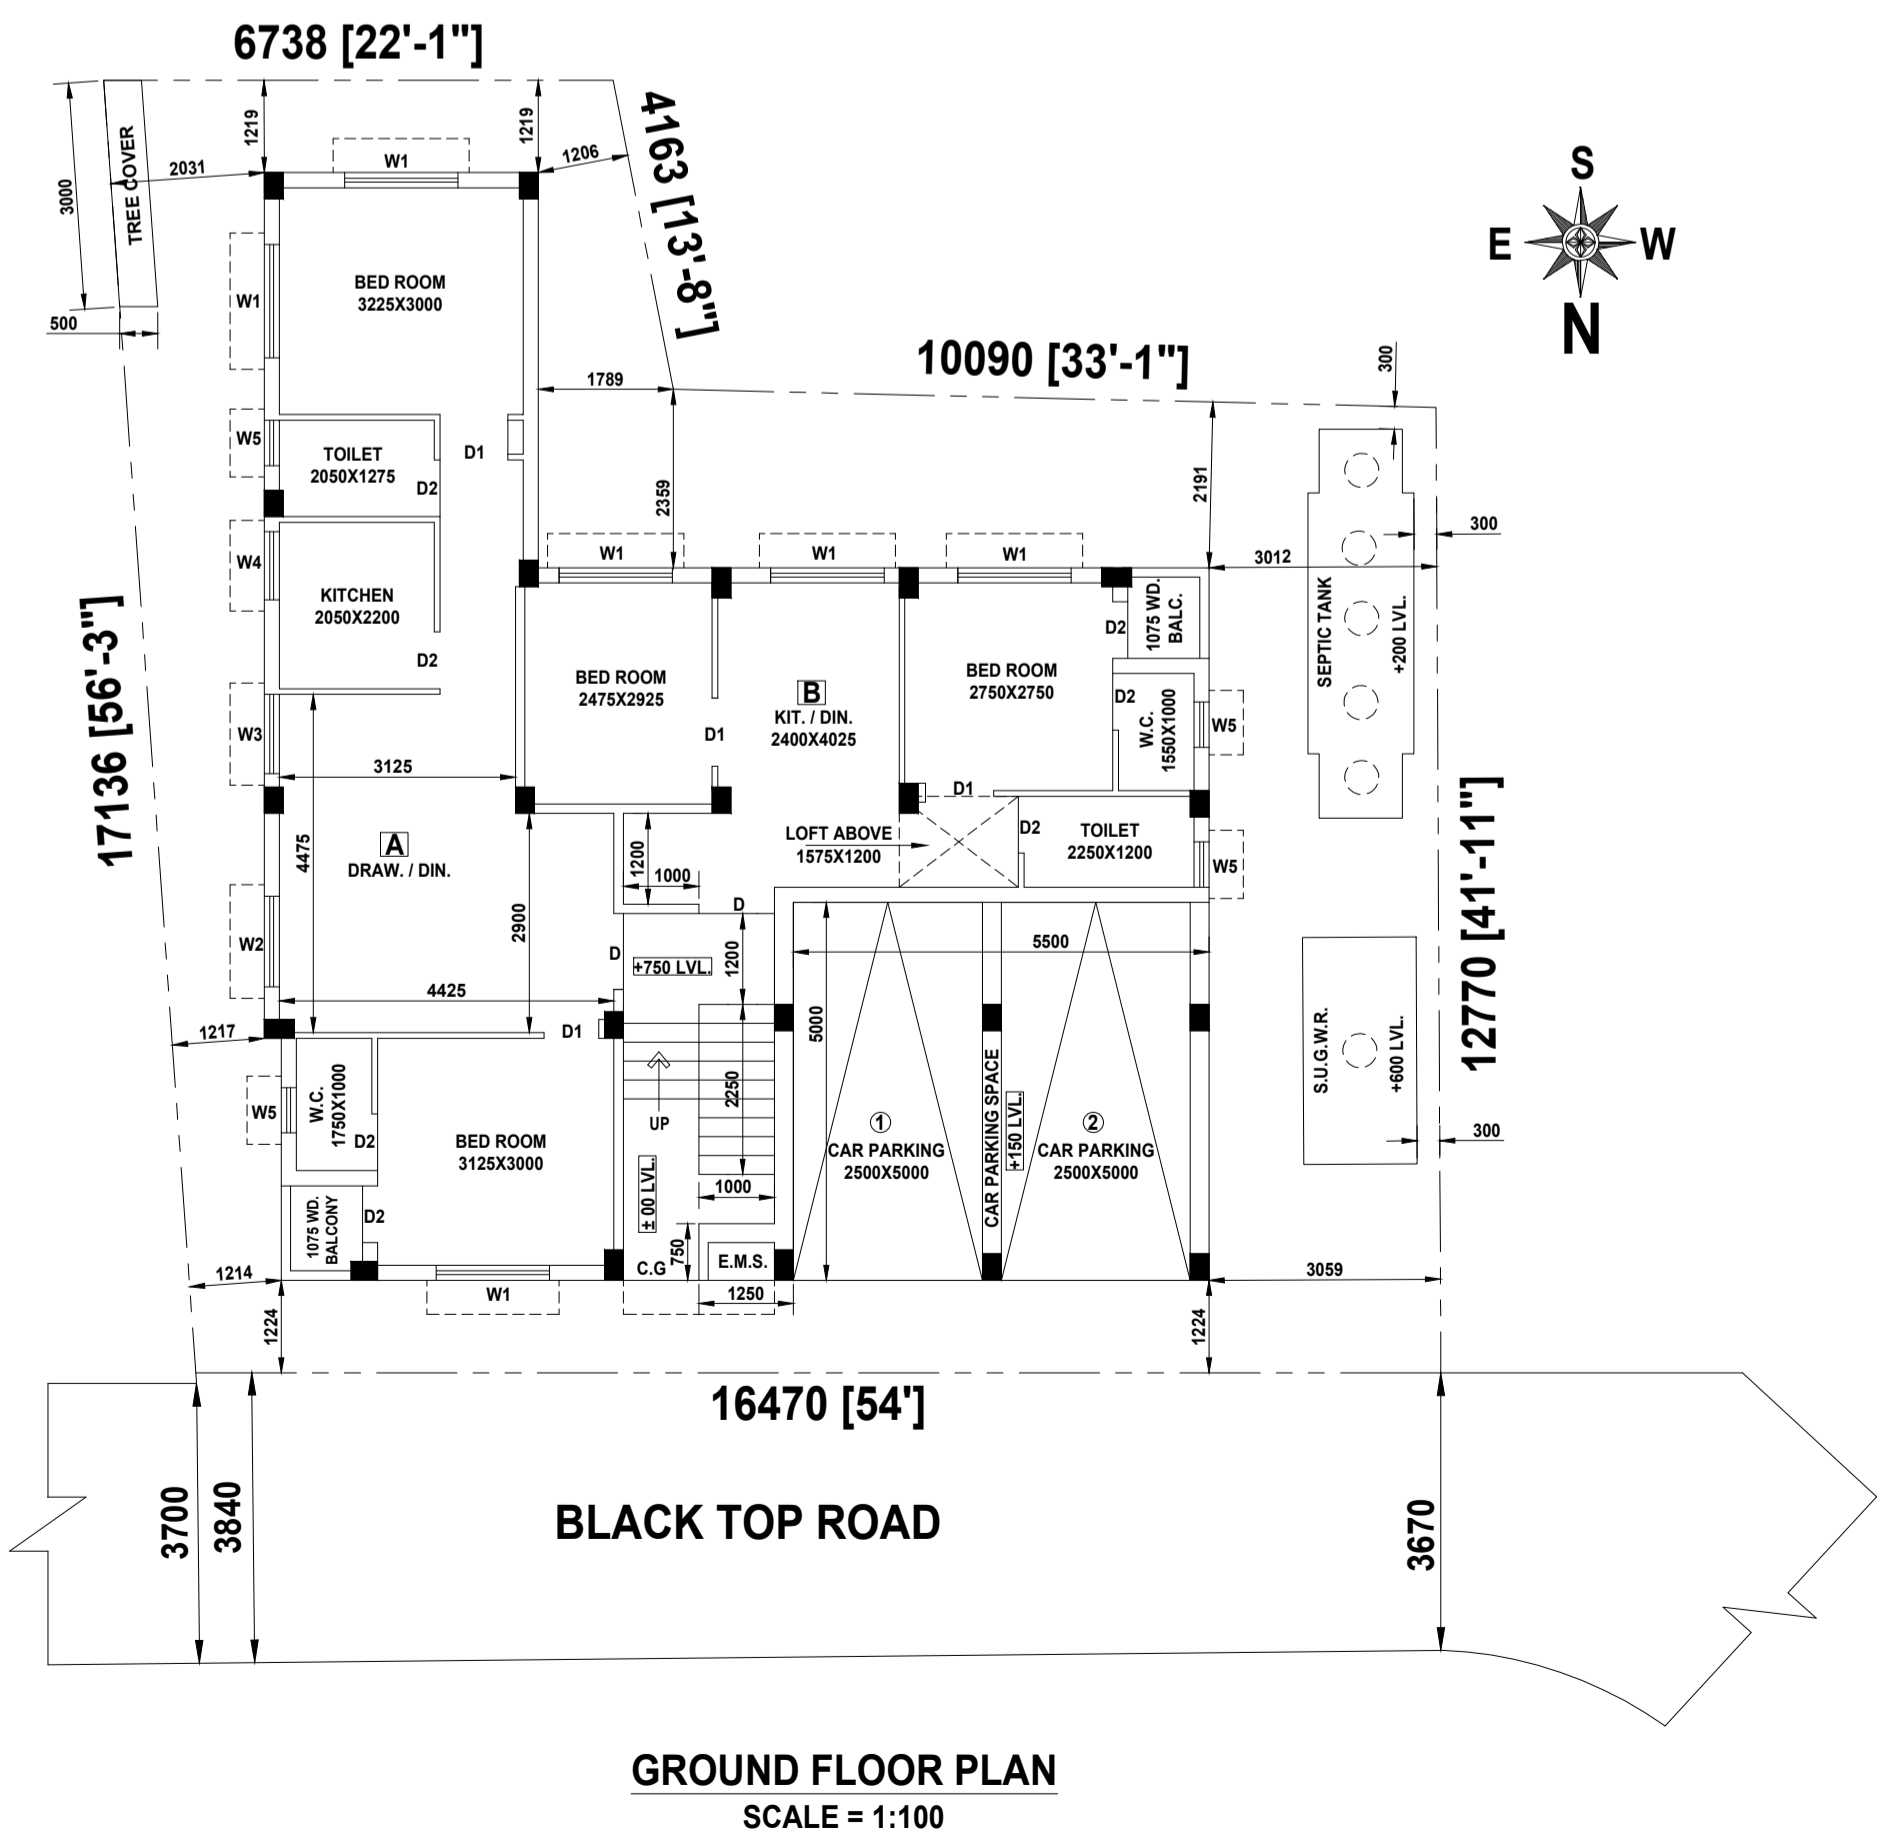 6738 [22'-1"]
4163 [13'-8"]
1219
1219
1206
2031
3000
TREE COVER
500
W1
S
E
W
N
W1
BED ROOM
3225X3000
1789
10090 [33'-1"]
300
W5
TOILET
2050X1275
D2
D1
2359
2191
300
W4
KITCHEN
2050X2200
D2
W1
W1
W1
3012
1075 WD.
BALC.
D2
SEPTIC TANK
+200 LVL.
17136 [56'-3"]
W3
3125
BED ROOM
2475X2925
D1
B
KIT. / DIN.
2400X4025
BED ROOM
2750X2750
D2
W.C.
1550X1000
W5
D1
4475
A
DRAW. / DIN.
1200
1000
LOFT ABOVE
1575X1200
D2
TOILET
2250X1200
W5
12770 [41'-11"]
W2
2900
D
D
+750 LVL.
1200
5500
4425
1217
D1
5000
S.U.G.W.R.
+600 LVL.
W5
W.C.
1750X1000
D2
BED ROOM
3125X3000
UP
2250
1
CAR PARKING
2500X5000
CAR PARKING SPACE
+150 LVL.
2
CAR PARKING
2500X5000
300
1075 WD.
BALCONY
D2
± 00 LVL.
1000
750
C.G
E.M.S.
1214
W1
1250
3059
1224
1224
16470 [54']
3700
3840
BLACK TOP ROAD
3670
GROUND FLOOR PLAN
SCALE = 1:100